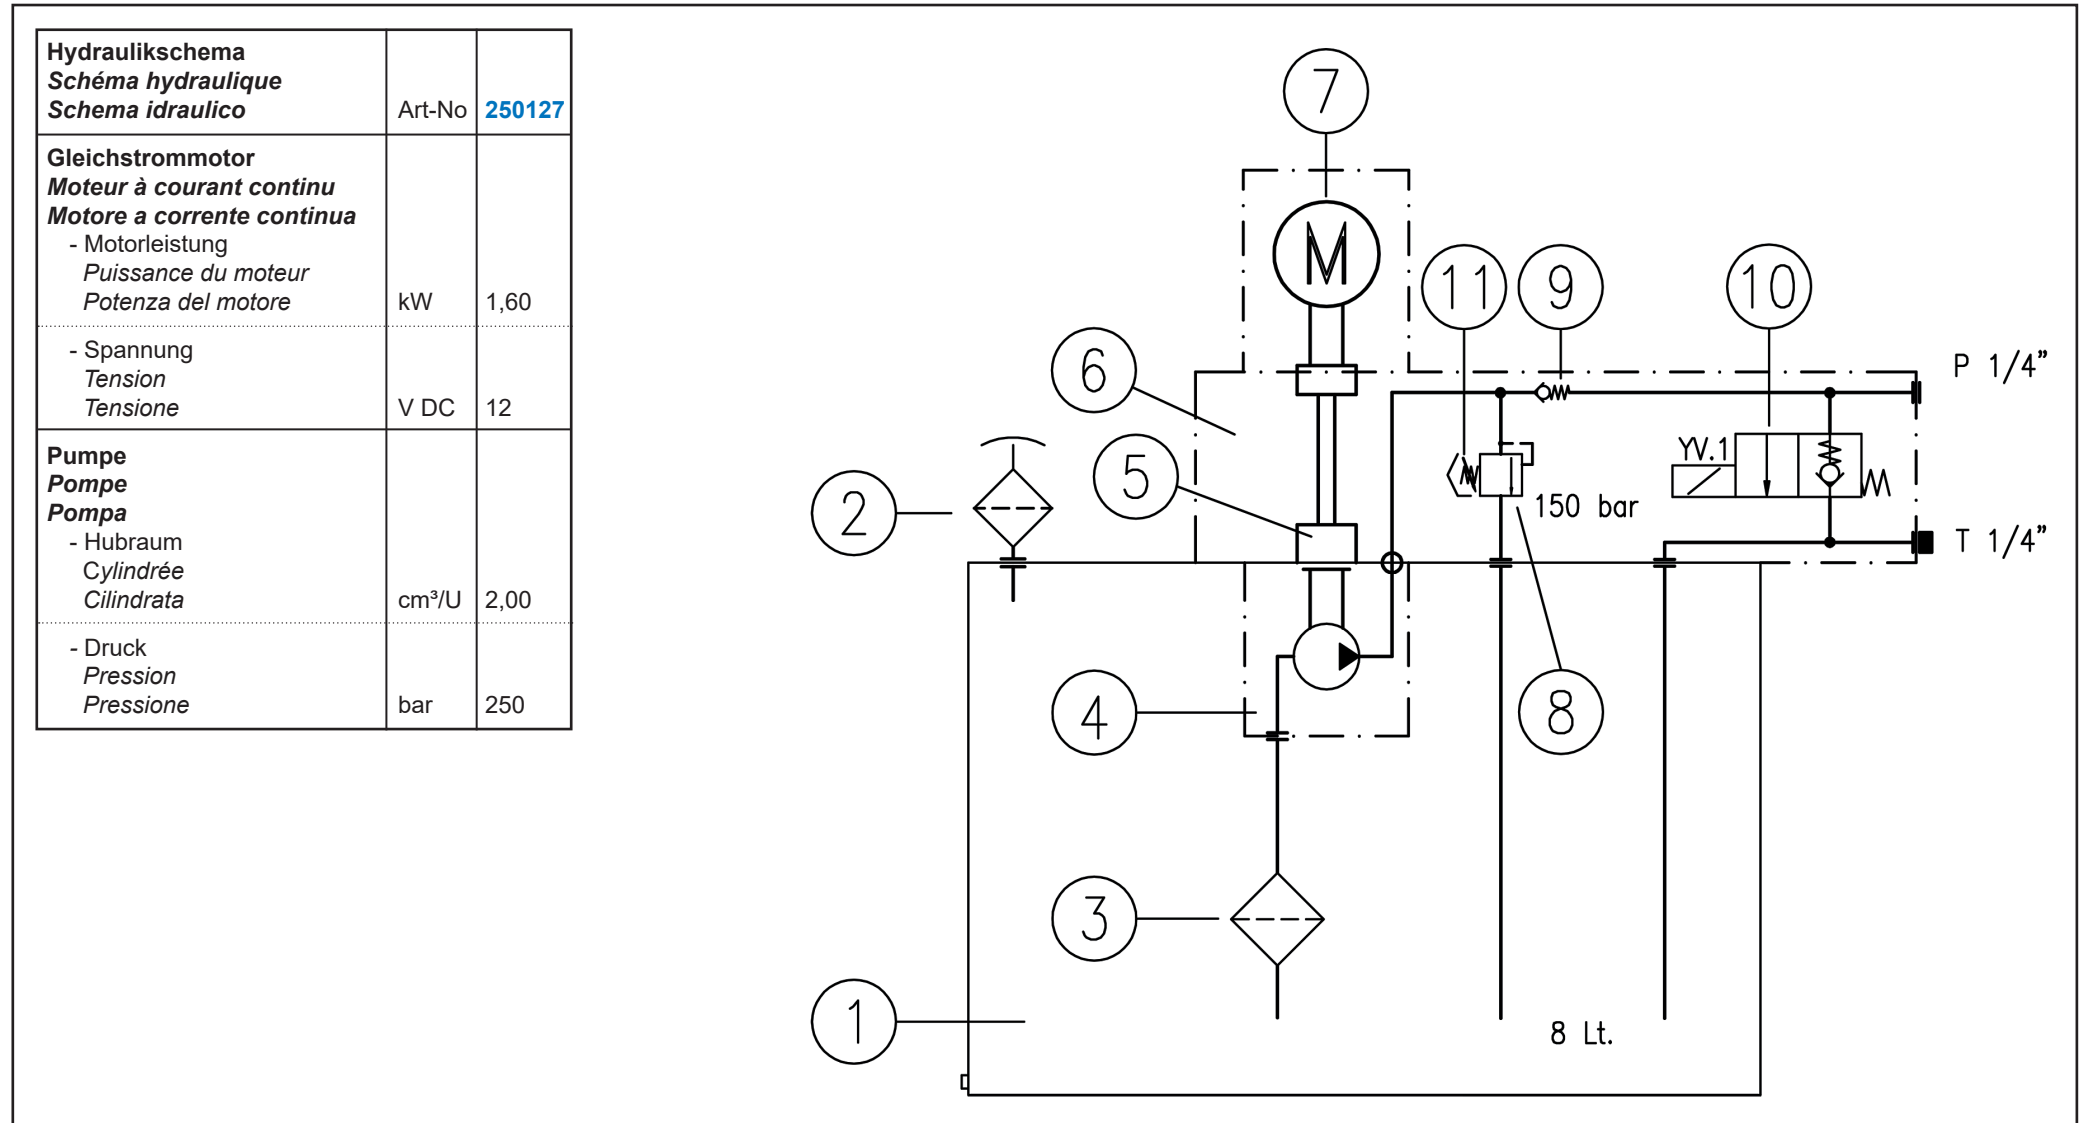 Hydraulikschema
Schéma hydraulique
Schema idraulico Art-No 250127
Gleichstrommotor
Moteur à courant continu
Motore a corrente continua
- Motorleistung
Puissance du moteur
Potenza del motore kW 1,60
- Spannung
Tension
Tensione V DC 12
Pumpe
Pompe
Pompa
- Hubraum
Cylindrée
Cilindrata cm³/U 2,00
- Druck
Pression
Pressione bar 250
7
M
11 9 10
6
P 1/4”
YV.1
5
2
150 bar
T 1/4”
4
8
3
1
8 Lt.